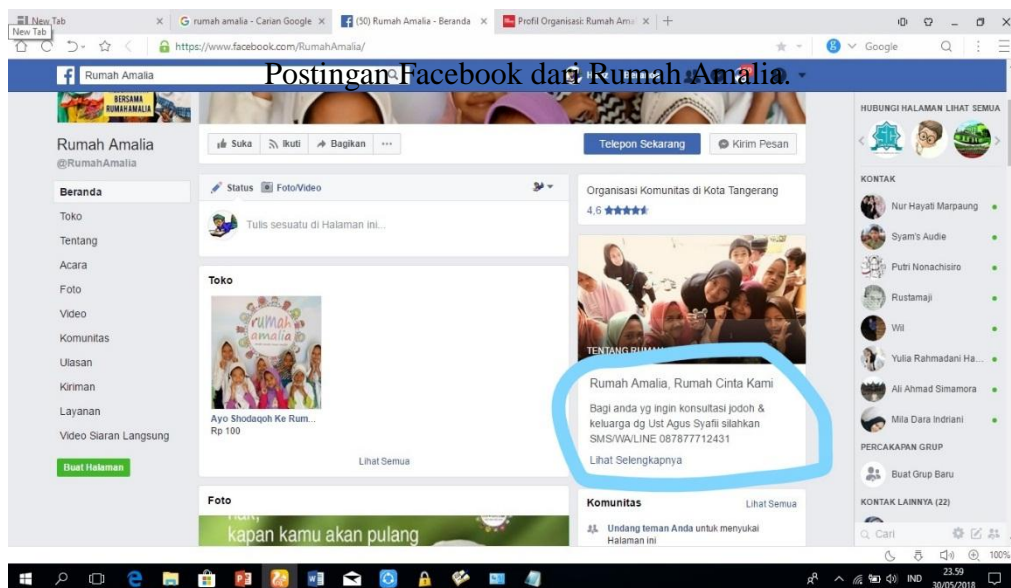 New Tab
rumah amalia - Carian Google
(50) Rumah Amalia - Beranda
Profil Organisasi: Rumah Ama
New Tab
https://www.facebook.com/RumahAmalia/
Google
Rumah Amalia
Postingan Facebook dari Rumah Amalia.
BERSAMA
RUMAHAMALIA
Rumah Amalia
@RumahAmalia
Beranda
Toko
Tentang
Acara
Foto
Video
Komunitas
Ulasan
Kiriman
Layanan
Video Siaran Langsung
Buat Halaman
Suka
Ikuti
Bagikan
Telepon Sekarang
Kirim Pesan
Status
Foto/Video
Tulis sesuatu di Halaman ini...
Toko
rumah
amalia
Ayo Shodaqoh Ke Rum...
Rp 100
Lihat Semua
Foto
kapan kamu akan pulang
Organisasi Komunitas di Kota Tangerang
4,6
TENTANG RUMAH
Rumah Amalia, Rumah Cinta Kami
Bagi anda yg ingin konsultasi jodoh &
keluarga dg Ust Agus Syafii silahkan
SMS/WA/LINE 087877712431
Lihat Selengkapnya
Komunitas
Lihat Semua
Undang teman Anda untuk menyukai
Halaman ini
HUBUNGI HALAMAN LIHAT SEMUA
KONTAK
Nur Hayati Marpaung
Syam's Audie
Putri Nonachisiro
Rustamaji
Wil
Yulia Rahmadani Ha...
Ali Ahmad Simamora
Mila Dara Indriani
PERCAKAPAN GRUP
Buat Grup Baru
KONTAK LAINNYA (22)
Cari
100%
IND
23.59
30/05/2018